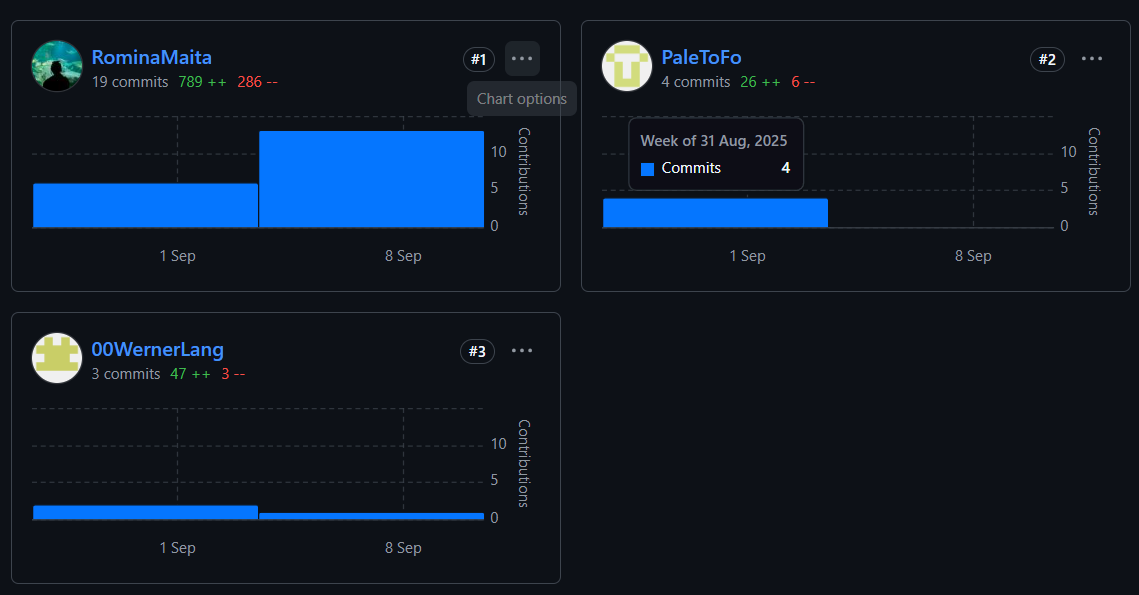 RominaMaita #1 ...
19 commits 789 ++ 286 --
Chart options
10
5
0
Contributions
1 Sep 8 Sep
PaleToFo #2 ...
4 commits 26 ++ 6 --
Week of 31 Aug, 2025
Commits 4
10
5
0
Contributions
1 Sep 8 Sep
00WernerLang #3 ...
3 commits 47 ++ 3 --
10
5
0
Contributions
1 Sep 8 Sep